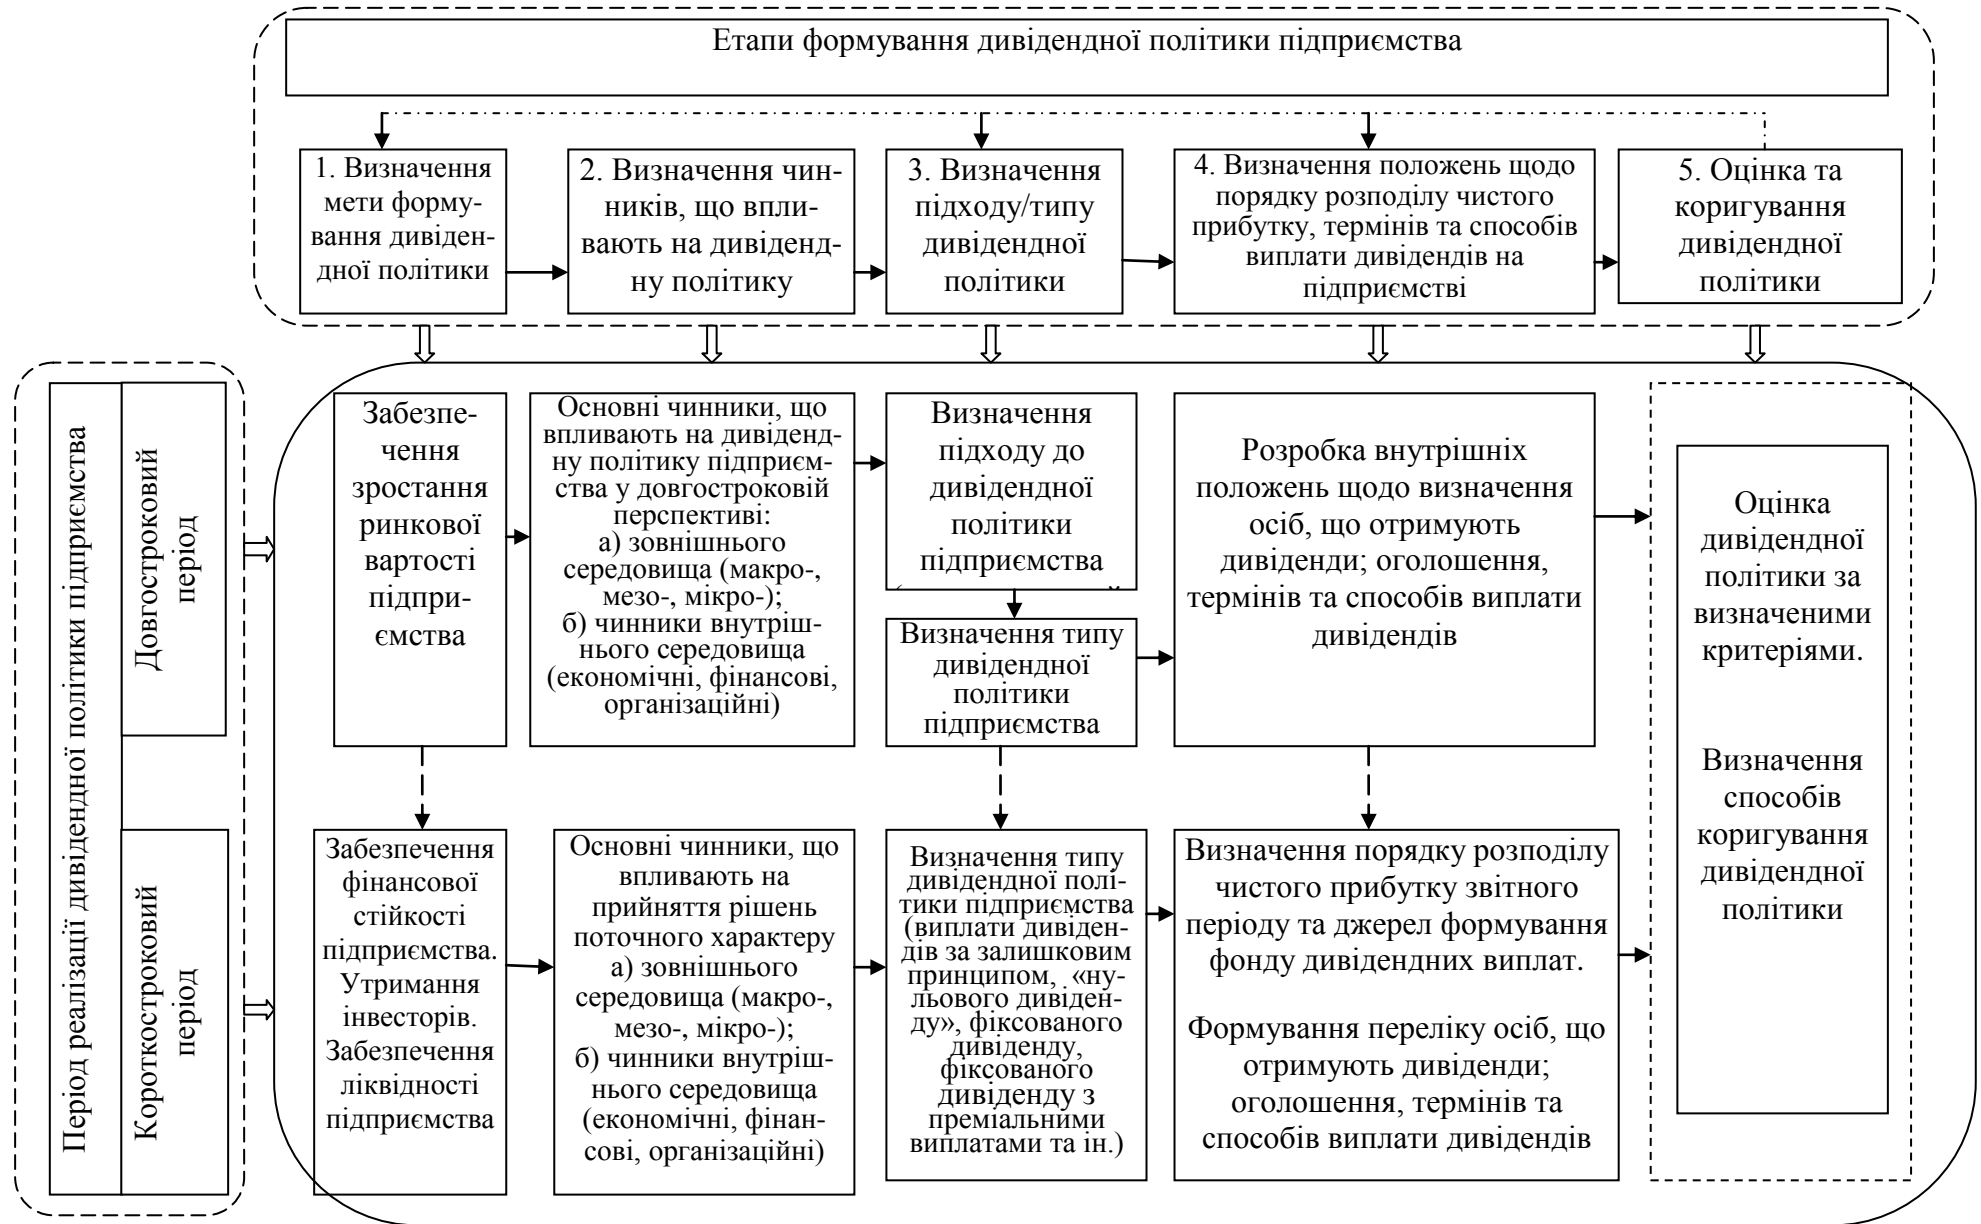 Етапи формування дивідендної політики підприємства
1. Визначення
мети форму-
вання дивіден-
дної політики
2. Визначення чин-
ників, що впли-
вають на дивіденд-
ну політику
3. Визначення
підходу/типу
дивідендної
політики
4. Визначення положень щодо
порядку розподілу чистого
прибутку, термінів та способів
виплати дивідендів на
підприємстві
5. Оцінка та
коригування
дивідендної
політики
Період реалізації дивідендної політики підприємства
Довгостроковий
період
Забезпе-
чення
зростання
ринкової
вартості
підпри-
ємства
Основні чинники, що
впливають на дивіденд-
ну політику підприєм-
ства у довгостроковій
перспективі:
а) зовнішнього
середовища (макро-,
мезо-, мікро-);
б) чинники внутріш-
нього середовища
(економічні, фінансові,
організаційні)
Визначення
підходу до
дивідендної
політики
підприємства
Визначення типу
дивідендної
політики
підприємства
Розробка внутрішніх
положень щодо визначення
осіб, що отримують
дивіденди; оголошення,
термінів та способів виплати
дивідендів
Оцінка
дивідендної
політики за
визначеними
критеріями.
Визначення
способів
коригування
дивідендної
політики
Короткостроковий
період
Забезпечення
фінансової
стійкості
підприємства.
Утримання
інвесторів.
Забезпечення
ліквідності
підприємства
Основні чинники, що
впливають на
прийняття рішень
поточного характеру
а) зовнішнього
середовища (макро-,
мезо-, мікро-);
б) чинники внутріш-
нього середовища
(економічні, фінан-
сові, організаційні)
Визначення типу
дивідендної полі-
тики підприємства
(виплати дивіден-
дів за залишковим
принципом, «ну-
льового дивіден-
ду», фіксованого
дивіденду,
фіксованого
дивіденду з
преміальними
виплатами та ін.)
Визначення порядку розподілу
чистого прибутку звітного
періоду та джерел формування
фонду дивідендних виплат.
Формування переліку осіб, що
отримують дивіденди;
оголошення, термінів та
способів виплати дивідендів